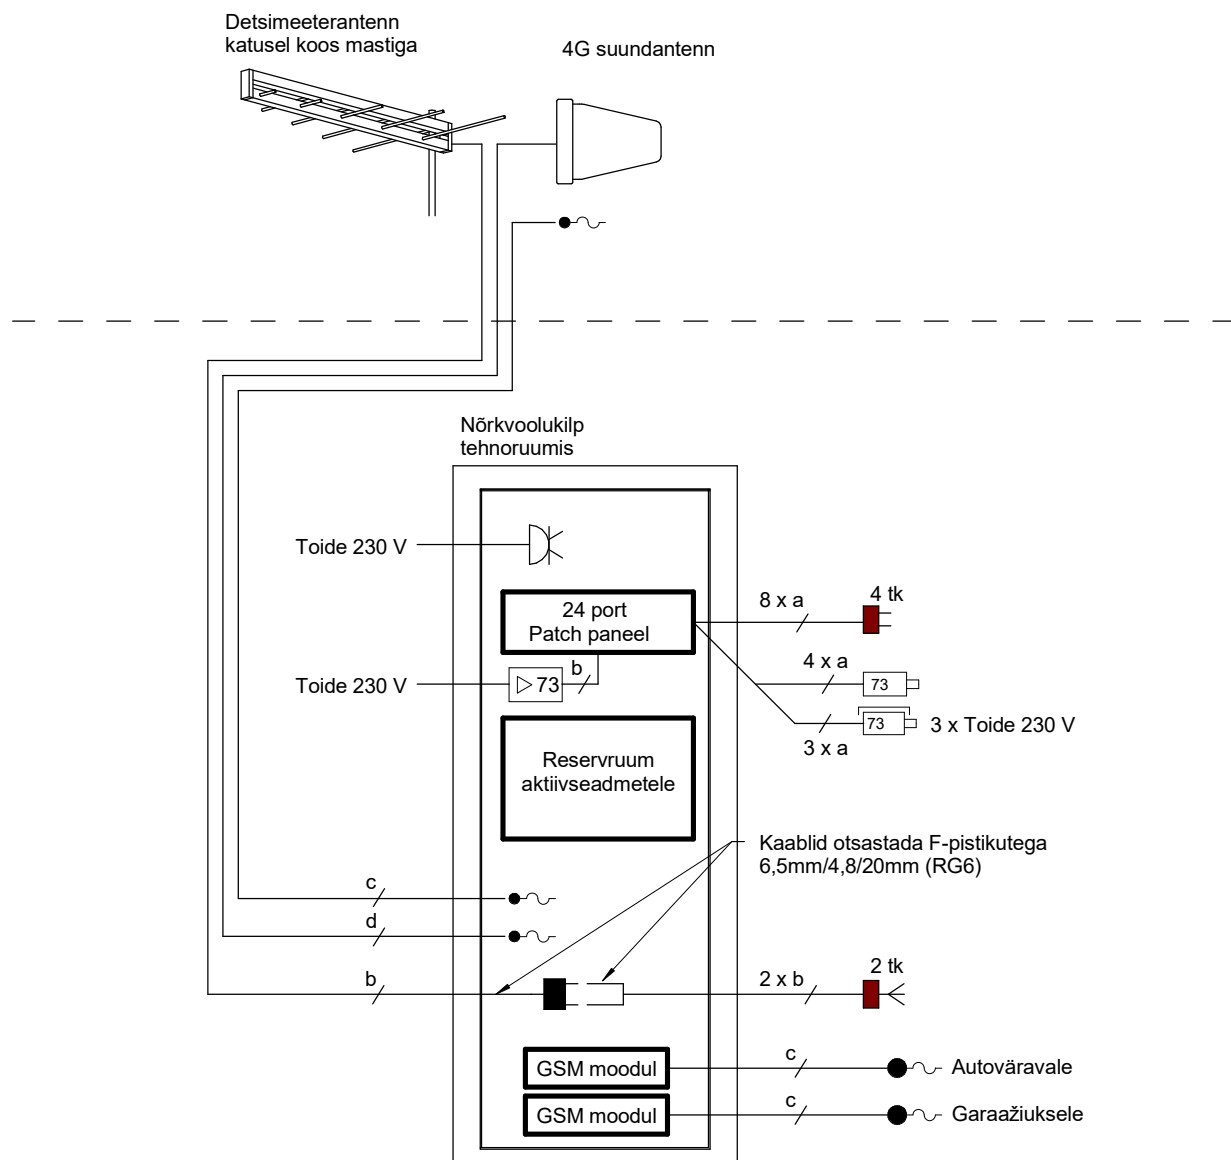 Detsimeeterantenn
katusel koos mastiga
4G suundantenn
Nõrkvoolukilp
tehnoruumis
Toide 230 V
24 port
Patch paneel
8 x a
4 tk
4 x a
73
b
Toide 230 V
73
73
3 x Toide 230 V
3 x a
Reservruum
aktiivseadmetele
Kaablid otsastada F-pistikutega
6,5mm/4,8/20mm (RG6)
c
d
b
2 x b
2 tk
GSM moodul
c
Autoväravale
GSM moodul
c
Garaažiuksele